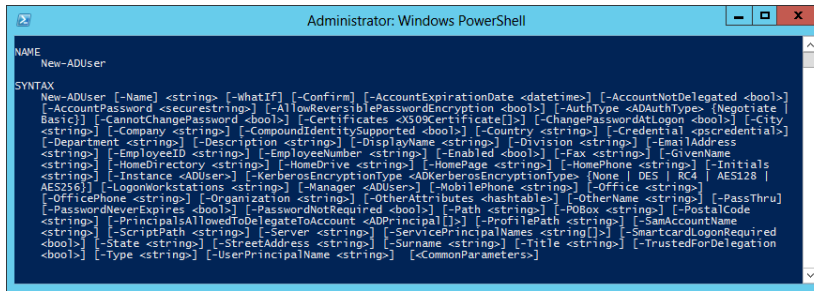 Administrator: Windows PowerShell
NAME
New-ADUser
SYNTAX
New-ADUser [-Name] <string> [-WhatIf] [-Confirm] [-AccountExpirationDate <datetime>] [-AccountNotDelegated <bool>]
[-AccountPassword <securestring>] [-AllowReversiblePasswordEncryption <bool>] [-AuthType <ADAuthType> {Negotiate |
Basic}] [-CannotChangePassword <bool>] [-Certificates <X509Certificate[]>] [-ChangePasswordAtLogon <bool>] [-City
<string>] [-Company <string>] [-CompoundIdentitySupported <bool>] [-Country <string>] [-Credential <pscredential>]
[-Department <string>] [-Description <string>] [-DisplayName <string>] [-Division <string>] [-EmailAddress
<string>] [-EmployeeID <string>] [-EmployeeNumber <string>] [-Enabled <bool>] [-Fax <string>] [-GivenName
<string>] [-HomeDirectory <string>] [-HomeDrive <string>] [-HomePage <string>] [-HomePhone <string>] [-Initials
<string>] [-Instance <ADUser>] [-KerberosEncryptionType <ADKerberosEncryptionType> {None | DES | RC4 | AES128 |
AES256}] [-LogonWorkstations <string>] [-Manager <ADUser>] [-MobilePhone <string>] [-Office <string>]
[-OfficePhone <string>] [-Organization <string>] [-OtherAttributes <hashtable>] [-OtherName <string>] [-PassThru]
[-PasswordNeverExpires <bool>] [-PasswordNotRequired <bool>] [-Path <string>] [-POBox <string>] [-PostalCode
<string>] [-PrincipalsAllowedToDelegateToAccount <ADPrincipal[]>] [-ProfilePath <string>] [-SamAccountName
<string>] [-ScriptPath <string>] [-Server <string>] [-ServicePrincipalNames <string[]>] [-SmartcardLogonRequired
<bool>] [-State <string>] [-StreetAddress <string>] [-Surname <string>] [-Title <string>] [-TrustedForDelegation
<bool>] [-Type <string>] [-UserPrincipalName <string>] [<CommonParameters>]